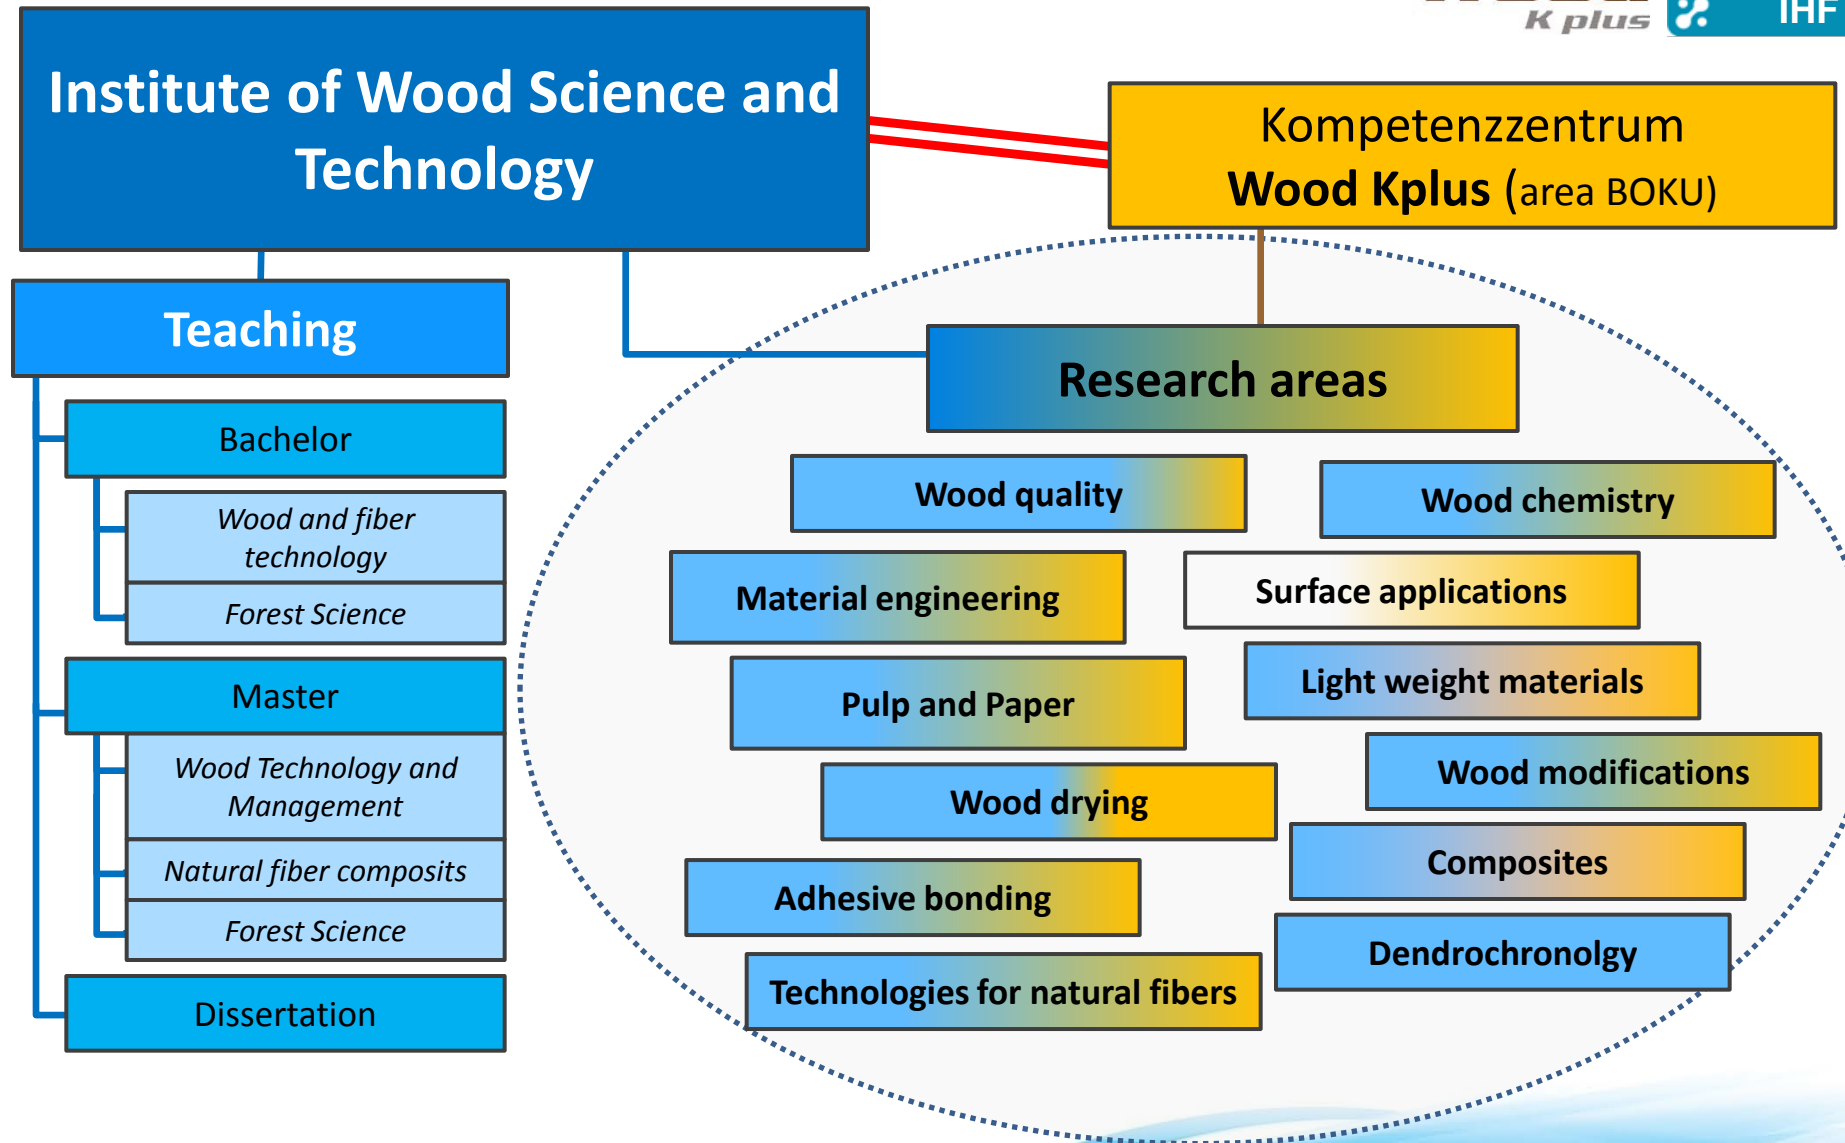 K plus
IHF
Institute of Wood Science and
Technology
Kompetenzzentrum
Wood Kplus (area BOKU)
Teaching
Bachelor
Wood and fiber
technology
Forest Science
Master
Wood Technology and
Management
Natural fiber composits
Forest Science
Dissertation
Research areas
Wood quality
Wood chemistry
Material engineering
Surface applications
Pulp and Paper
Light weight materials
Wood drying
Wood modifications
Adhesive bonding
Composites
Technologies for natural fibers
Dendrochronolgy